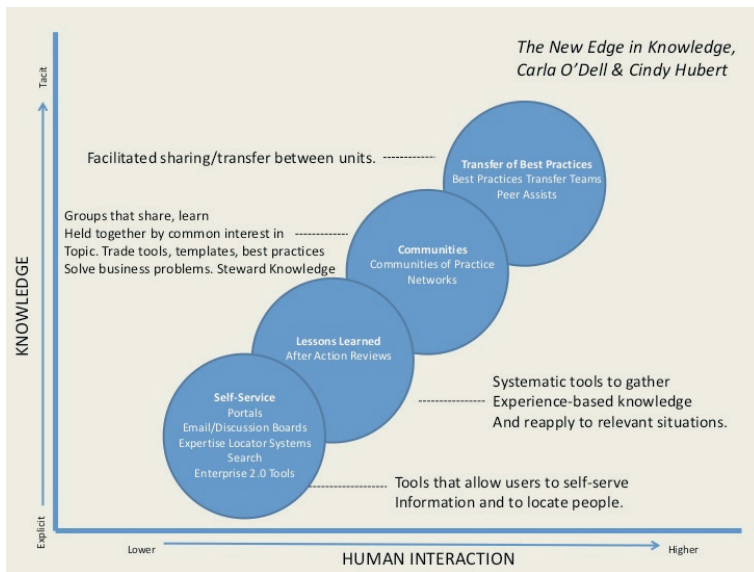 The New Edge in Knowledge,
Carla O'Dell & Cindy Hubert
Tacit
KNOWLEDGE
Explicit
Facilitated sharing/transfer between units.
Transfer of Best Practices
Best Practices Transfer Teams
Peer Assists
Groups that share, learn
Held together by common interest in
Topic. Trade tools, templates, best practices
Solve business problems. Steward Knowledge
Communities
Communities of Practice
Networks
Lessons Learned
After Action Reviews
Systematic tools to gather
Experience-based knowledge
And reapply to relevant situations.
Self-Service
Portals
Email/Discussion Boards
Expertise Locator Systems
Search
Enterprise 2.0 Tools
Tools that allow users to self-serve
Information and to locate people.
Lower
HUMAN INTERACTION
Higher